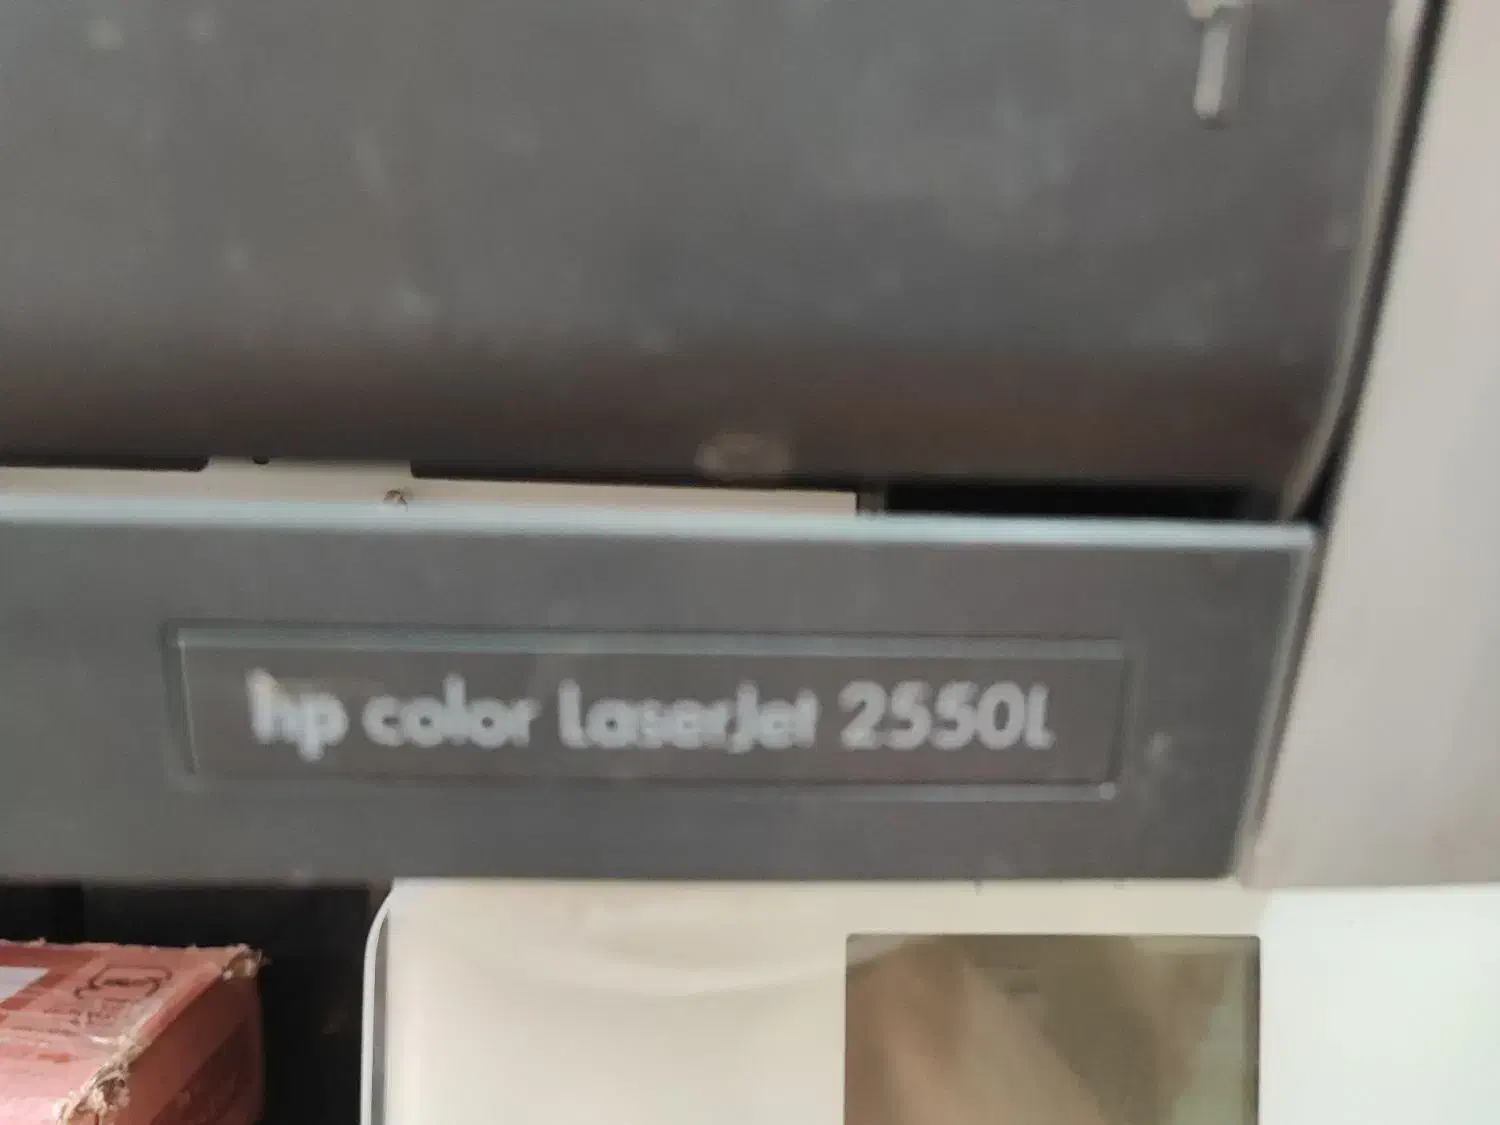 hp color LaserJet 2550L